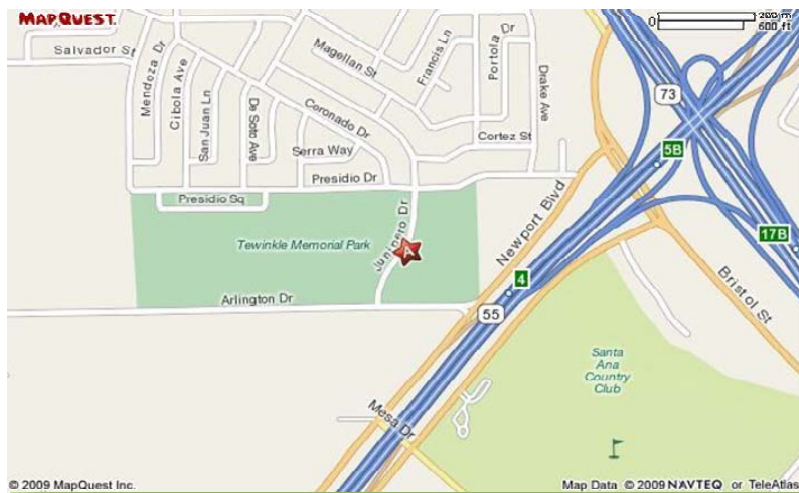 MAPQUEST.
0
200 m
600 ft
Salvador St
Mendoza Dr
Cibola Ave
San Juan Ln
De Soto Ave
Magellan St
Francis Ln
Portola Dr
Drake Ave
Coronado Dr
Serra Way
Cortez St
Presidio Dr
Presidio Sq
73
5B
Tewinkle Memorial Park
Junipero Dr
A
Newport Blvd
17B
4
Arlington Dr
55
Bristol St
Santa
Ana
Country
Club
Mesa Dr
© 2009 MapQuest Inc.
Map Data © 2009 NAVTEQ or TeleAtlas